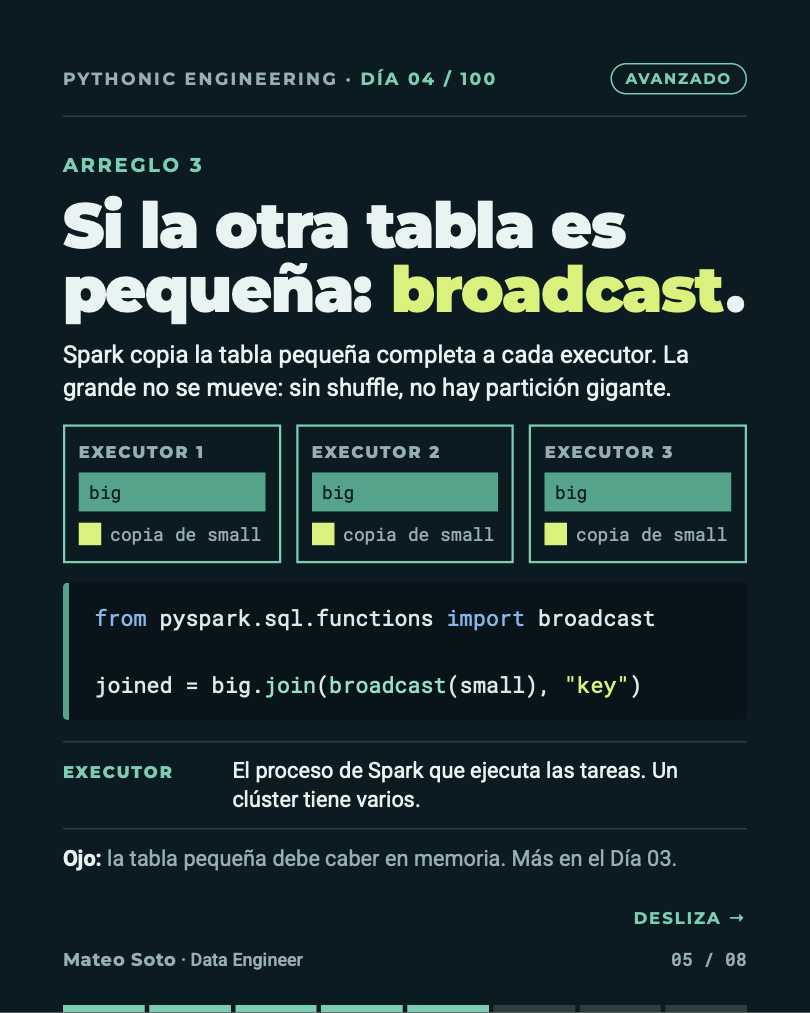 PYTHONIC ENGINEERING · DÍA 04 / 100
AVANZADO
ARREGLO 3
Si la otra tabla es
pequeña: broadcast.
Spark copia la tabla pequeña completa a cada executor. La
grande no se mueve: sin shuffle, no hay partición gigante.
EXECUTOR 1
big
copia de small
EXECUTOR 2
big
copia de small
EXECUTOR 3
big
copia de small
from pyspark.sql.functions import broadcast
joined = big.join(broadcast(small), "key")
EXECUTOR
El proceso de Spark que ejecuta las tareas. Un
clúster tiene varios.
Ojo: la tabla pequeña debe caber en memoria. Más en el Día 03.
DESLIZA →
Mateo Soto · Data Engineer
05 / 08